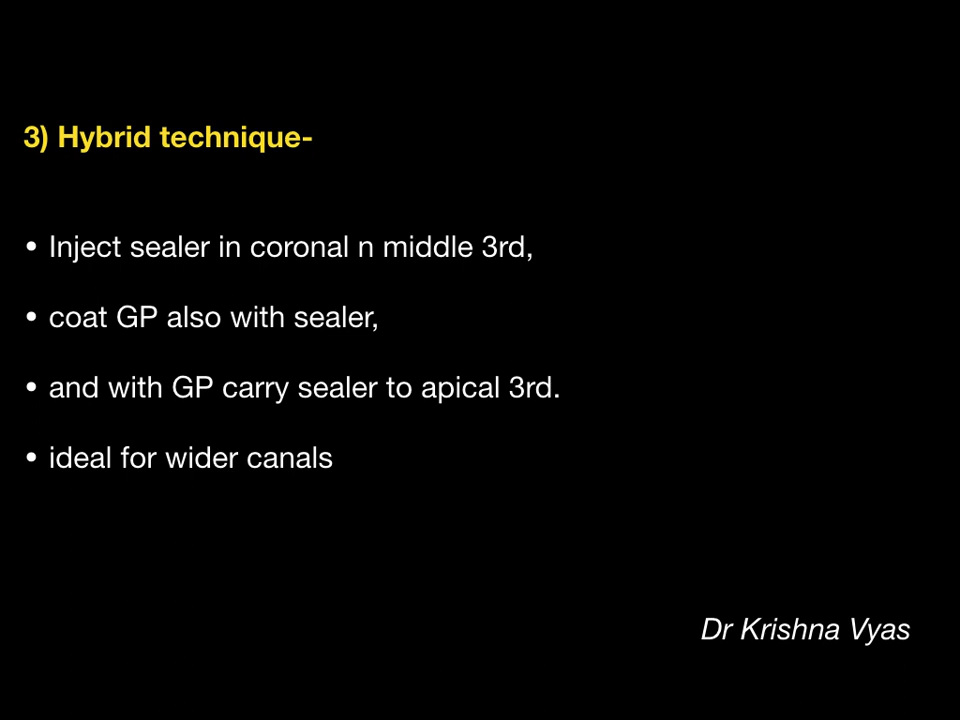 3) Hybrid technique-
• Inject sealer in coronal n middle 3rd,
• coat GP also with sealer,
• and with GP carry sealer to apical 3rd.
• ideal for wider canals
Dr Krishna Vyas